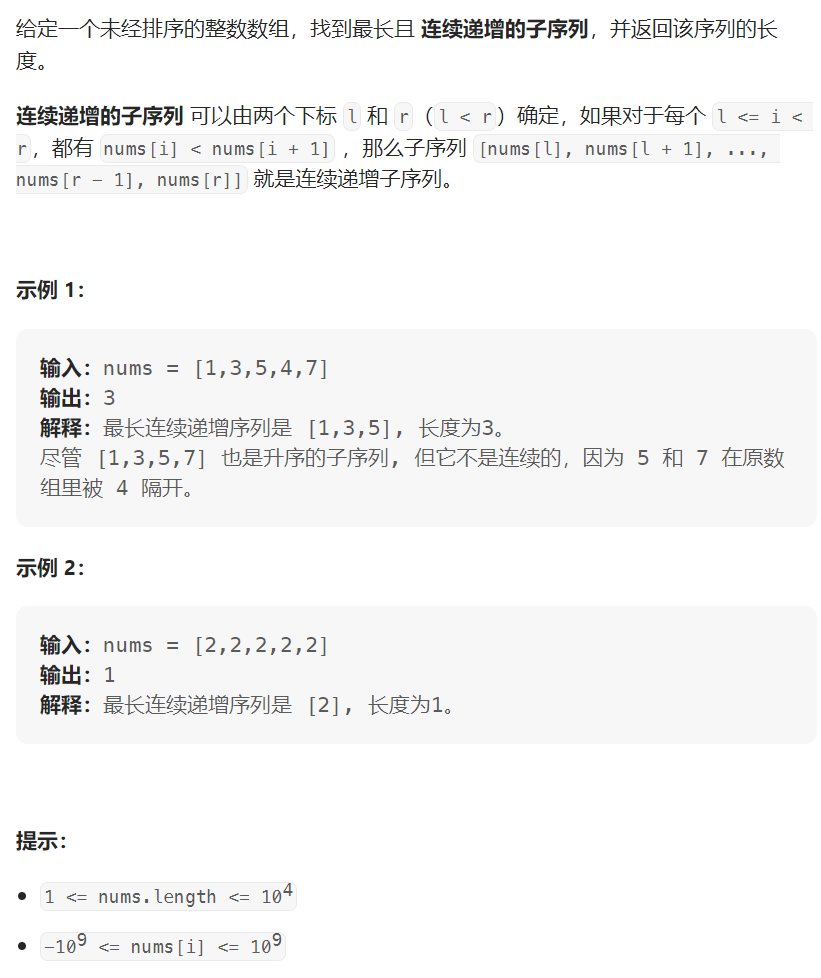 给定一个未经排序的整数数组，找到最长且 连续递增的子序列，并返回该序列的长
度。
连续递增的子序列 可以由两个下标 l 和 r（l < r）确定，如果对于每个 l <= i <
r，都有 nums[i] < nums[i + 1] ，那么子序列 [nums[l], nums[l + 1], ...,
nums[r - 1], nums[r]] 就是连续递增子序列。
示例 1：
输入：nums = [1,3,5,4,7]
输出：3
解释：最长连续递增序列是 [1,3,5], 长度为3。
尽管 [1,3,5,7] 也是升序的子序列, 但它不是连续的，因为 5 和 7 在原数
组里被 4 隔开。
示例 2：
输入：nums = [2,2,2,2,2]
输出：1
解释：最长连续递增序列是 [2], 长度为1。
提示：
• 1 <= nums.length <= 10⁴
• -10⁹ <= nums[i] <= 10⁹